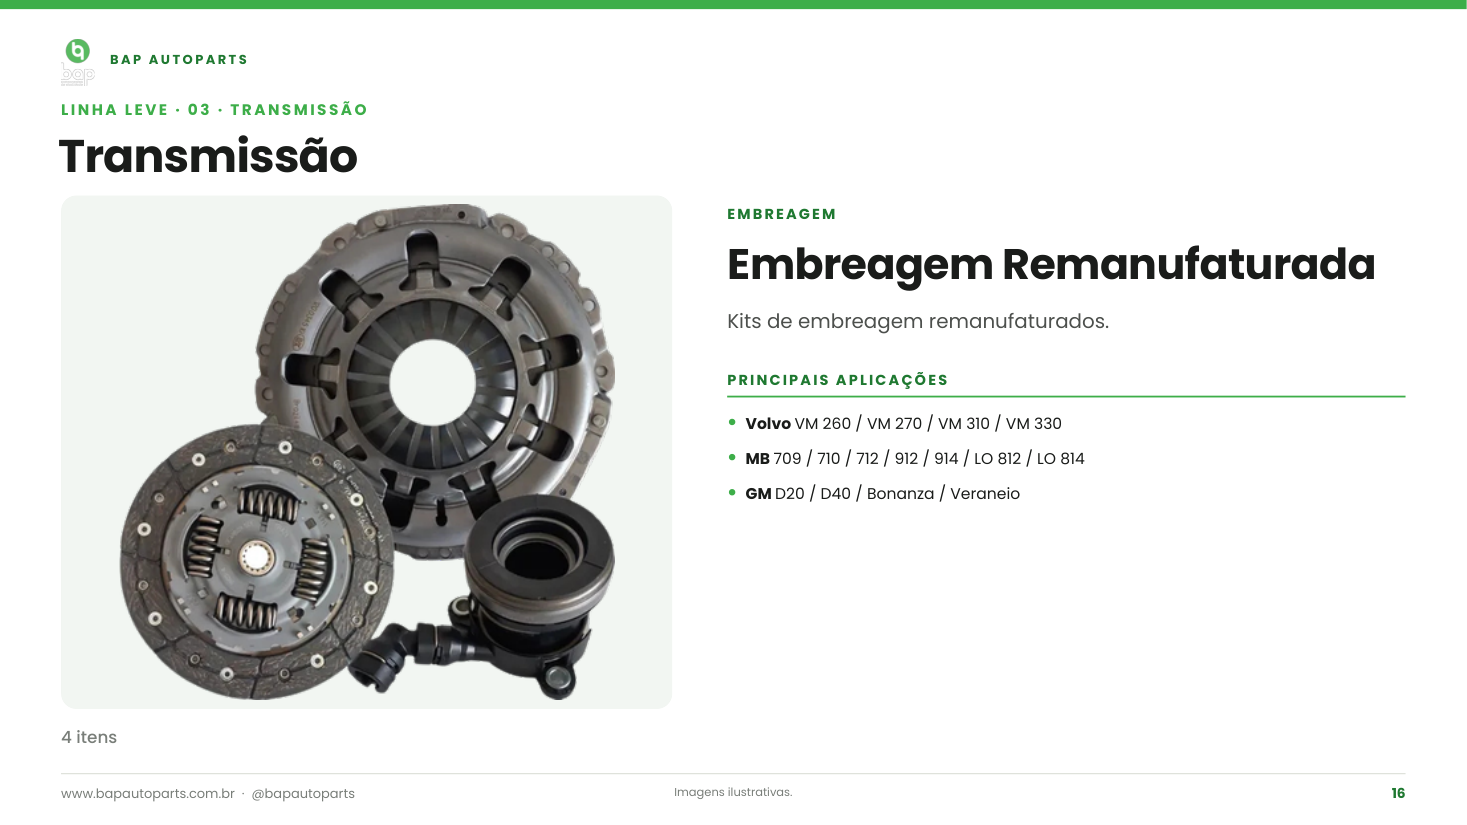 bap
BAP AUTOPARTS
LINHA LEVE · 03 · TRANSMISSÃO
Transmissão
EMBREAGEM
Embreagem Remanufaturada
Kits de embreagem remanufaturados.
PRINCIPAIS APLICAÇÕES
• Volvo VM 260 / VM 270 / VM 310 / VM 330
• MB 709 / 710 / 712 / 912 / 914 / LO 812 / LO 814
• GM D20 / D40 / Bonanza / Veraneio
4 itens
www.bapautoparts.com.br · @bapautoparts
Imagens ilustrativas.
16